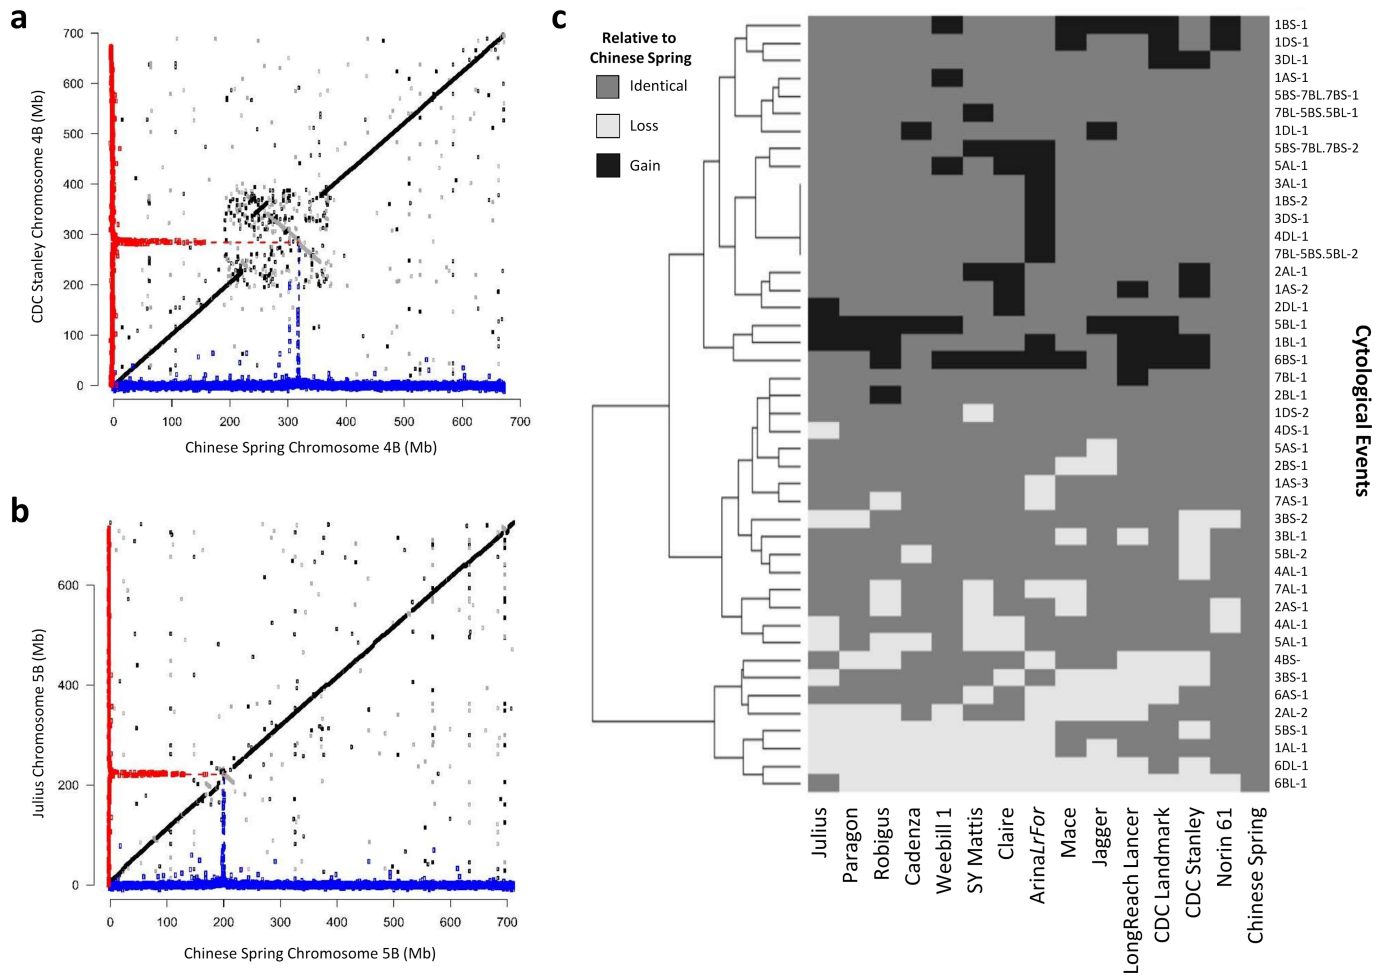 a
700
600
500
400
300
200
100
0
CDC Stanley Chromosome 4B (Mb)
0
100
200
300
400
500
600
700
Chinese Spring Chromosome 4B (Mb)
b
600
400
200
0
Julius Chromosome 5B (Mb)
0
100
200
300
400
500
600
700
Chinese Spring Chromosome 5B (Mb)
c
Relative to
Chinese Spring
Identical
Loss
Gain
1BS-1
1DS-1
3DL-1
1AS-1
5BS-7BL.7BS-1
7BL-5BS.5BL-1
1DL-1
5BS-7BL.7BS-2
5AL-1
3AL-1
1BS-2
3DS-1
4DL-1
7BL-5BS.5BL-2
2AL-1
1AS-2
2DL-1
5BL-1
1BL-1
6BS-1
7BL-1
2BL-1
1DS-2
4DS-1
5AS-1
2BS-1
1AS-3
7AS-1
3BS-2
3BL-1
5BL-2
4AL-1
7AL-1
2AS-1
4AL-1
5AL-1
4BS-
3BS-1
6AS-1
2AL-2
5BS-1
1AL-1
6DL-1
6BL-1
Cytological Events
Julius
Paragon
Robigus
Cadenza
Weebill 1
SY Mattis
Claire
ArinaLrFor
Mace
Jagger
LongReach Lancer
CDC Landmark
CDC Stanley
Norin 61
Chinese Spring